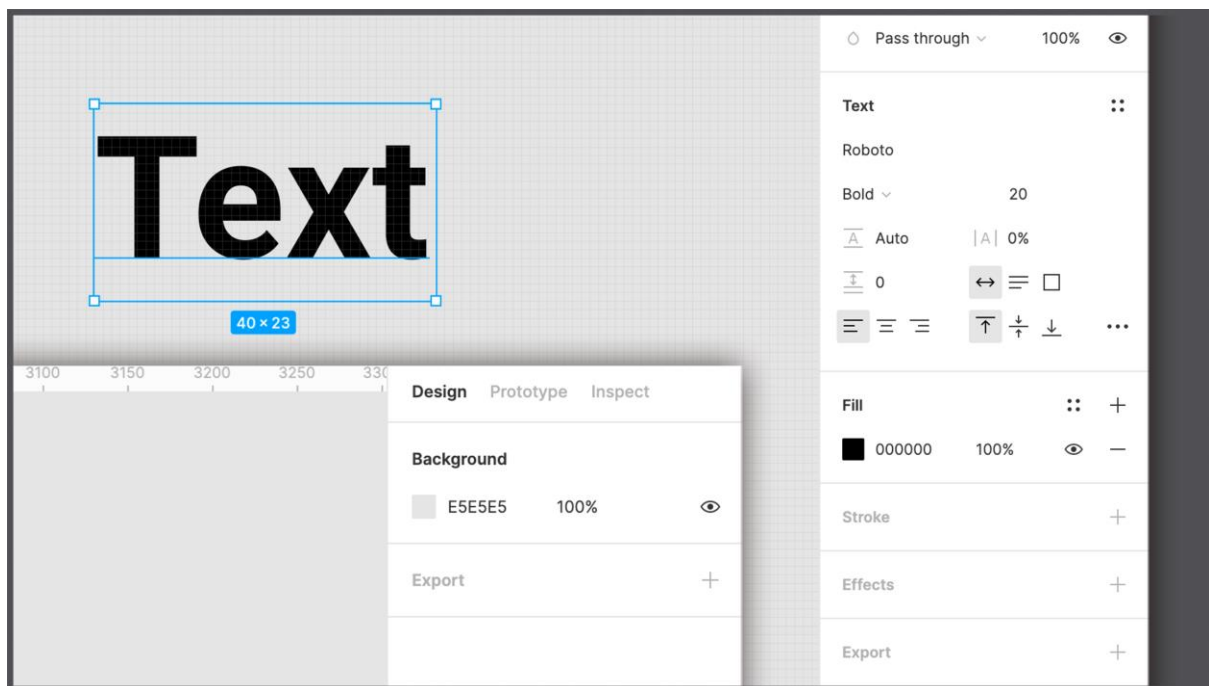 Text
40 × 23
3100 3150 3200 3250 330
Design Prototype Inspect
Background
E5E5E5 100%
Export
Pass through 100%
Text
Roboto
Bold 20
A Auto |A| 0%
0
Fill
000000 100%
Stroke
Effects
Export